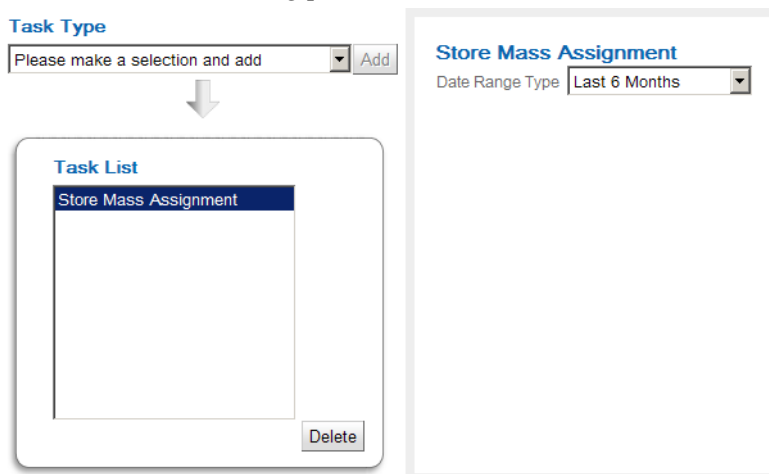 Task Type
Please make a selection and add
Add
Task List
Store Mass Assignment
Delete
Store Mass Assignment
Date Range Type Last 6 Months